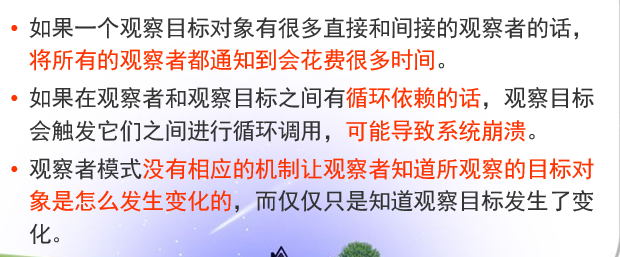 • 如果一个观察目标对象有很多直接和间接的观察者的话，
将所有的观察者都通知到会花费很多时间。
• 如果在观察者和观察目标之间有循环依赖的话，观察目标
会触发它们之间进行循环调用，可能导致系统崩溃。
• 观察者模式没有相应的机制让观察者知道所观察的目标对
象是怎么发生变化的，而仅仅只是知道观察目标发生了变
化。